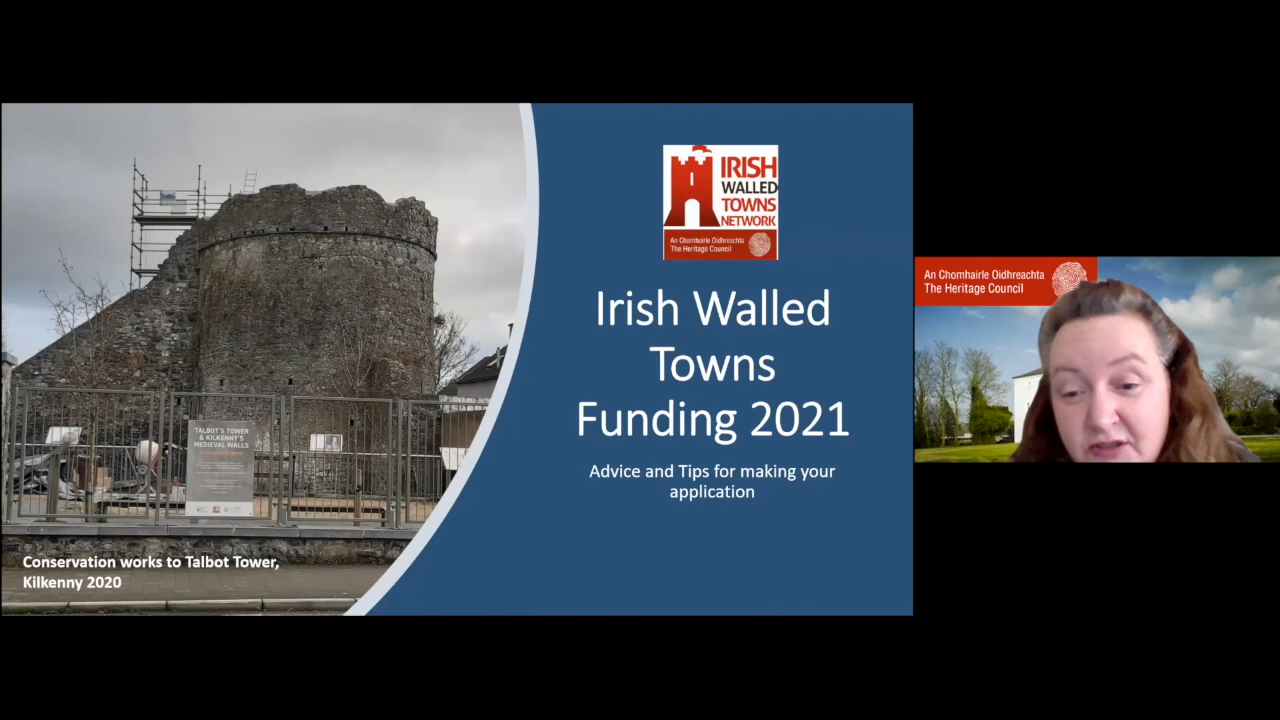 TALBOT'S TOWER
& KILKENNY'S
MEDIEVAL WALLS
Conservation works to Talbot Tower,
Kilkenny 2020
IRISH
WALLED
TOWNS
NETWORK
An Chomhairle Oidhreachta
The Heritage Council
Irish Walled
Towns
Funding 2021
Advice and Tips for making your
application
An Chomhairle Oidhreachta
The Heritage Council